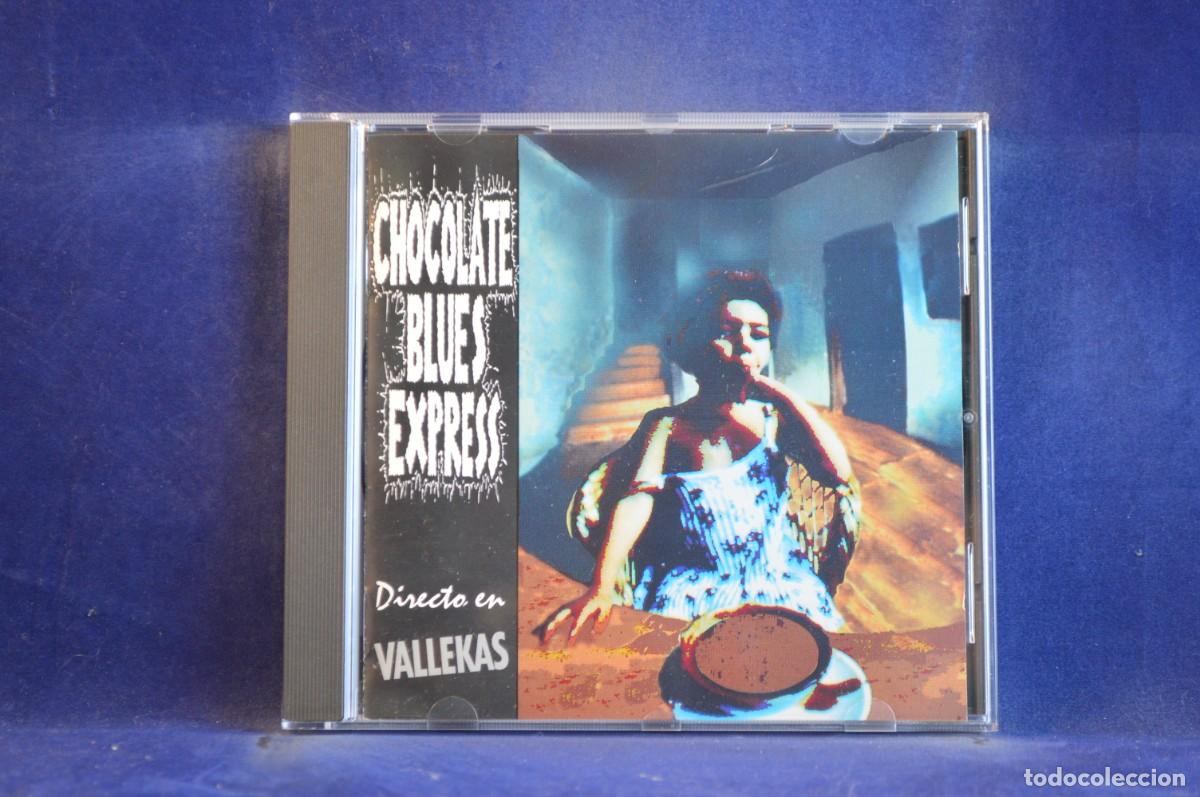 CHOCOLATE
BLUES
EXPRESS
Directo en
VALLEKAS
todocoleccion